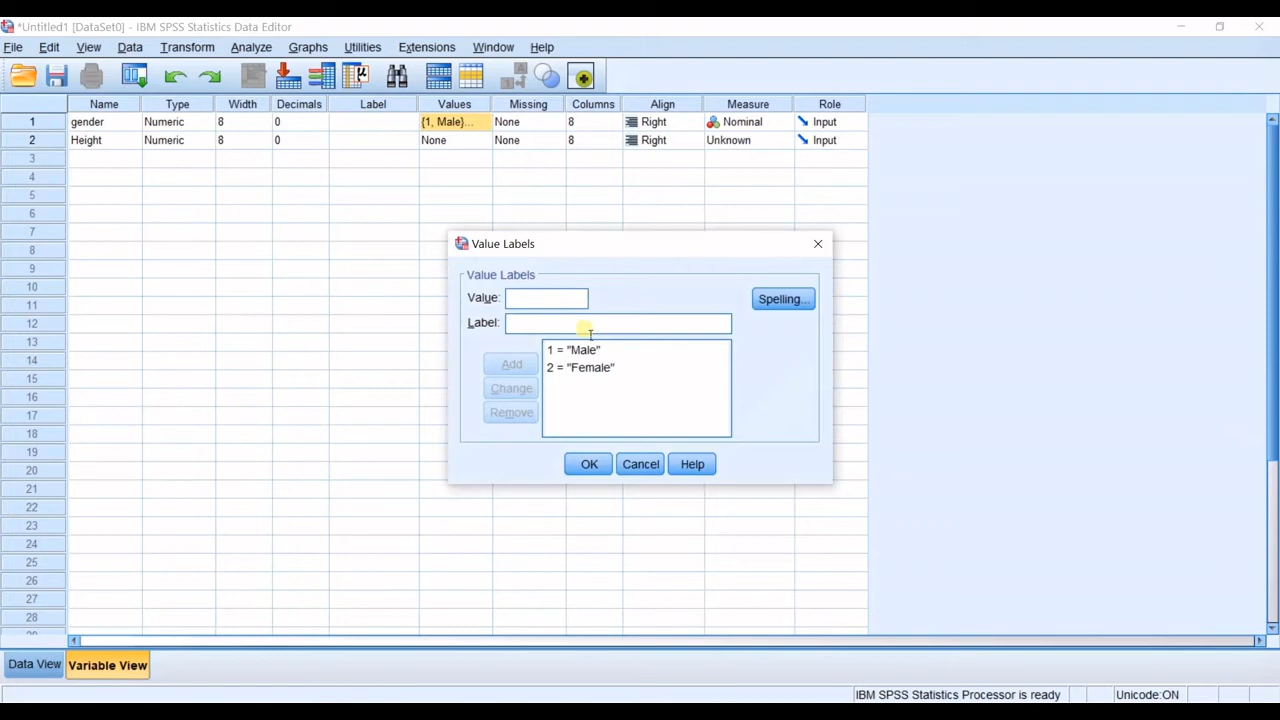 *Untitled1 [DataSet0] - IBM SPSS Statistics Data Editor
File Edit View Data Transform Analyze Graphs Utilities Extensions Window Help
Name Type Width Decimals Label Values Missing Columns Align Measure Role
1 gender Numeric 8 0 {1, Male}... None 8 Right Nominal Input
2 Height Numeric 8 0 None None 8 Right Unknown Input
3
4
5
6
7
8
9
10
11
12
13
14
15
16
17
18
19
20
21
22
23
24
25
26
27
28
Value Labels
Value Labels
Value:
Spelling...
Label:
1 = "Male"
2 = "Female"
Add
Change
Remove
OK Cancel Help
Data View Variable View
IBM SPSS Statistics Processor is ready Unicode:ON